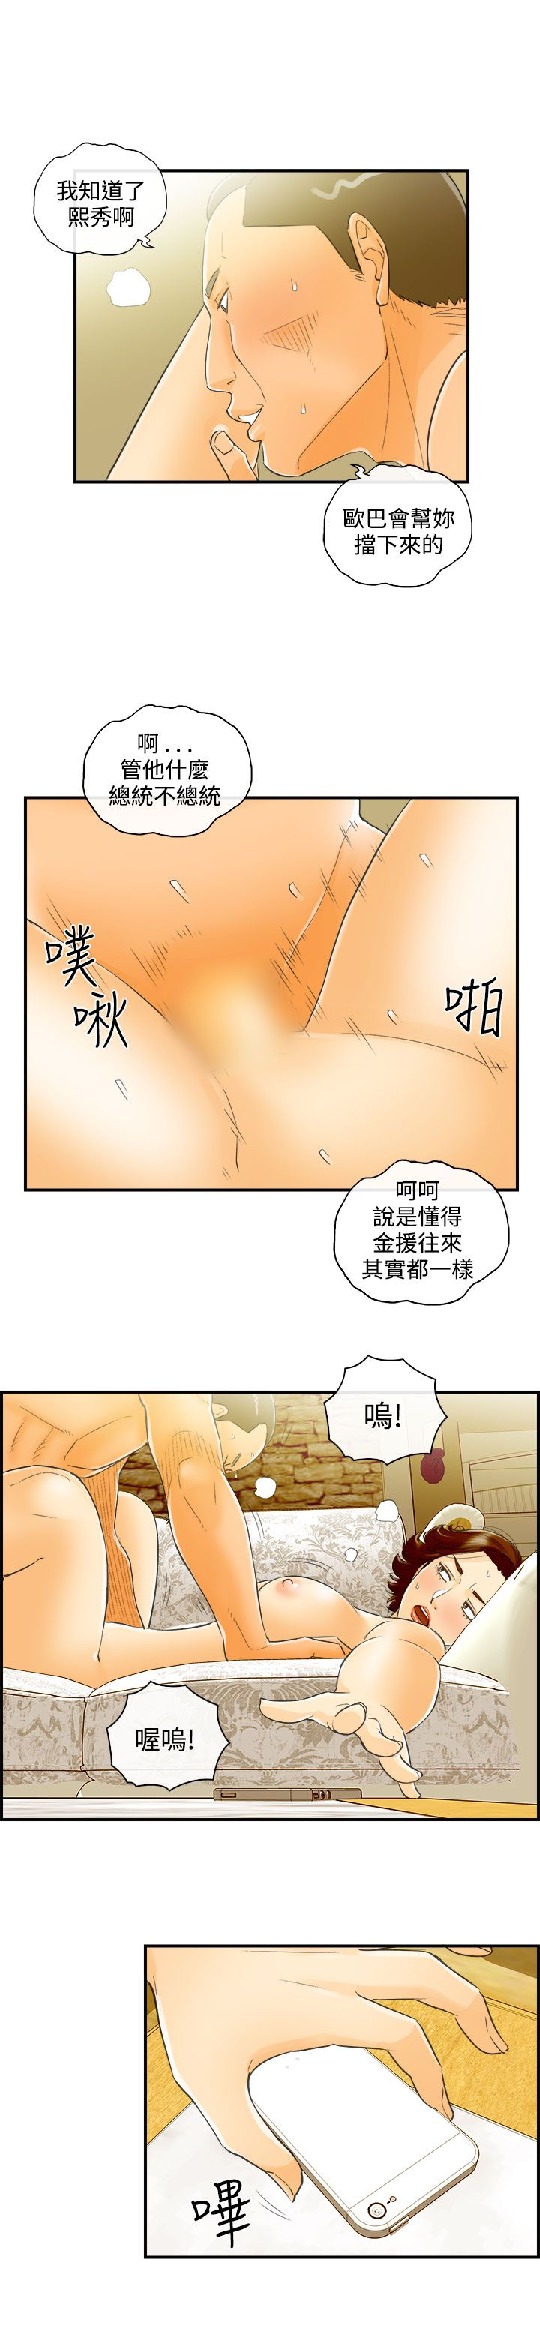 我知道了
熙秀啊
歐巴會幫妳
擋下來的
啊...
管他什麼
總統不總統
噗
啾
啪
呵呵
說是懂得
金援往來
其實都一樣
嗚!
喔嗚!
嗶